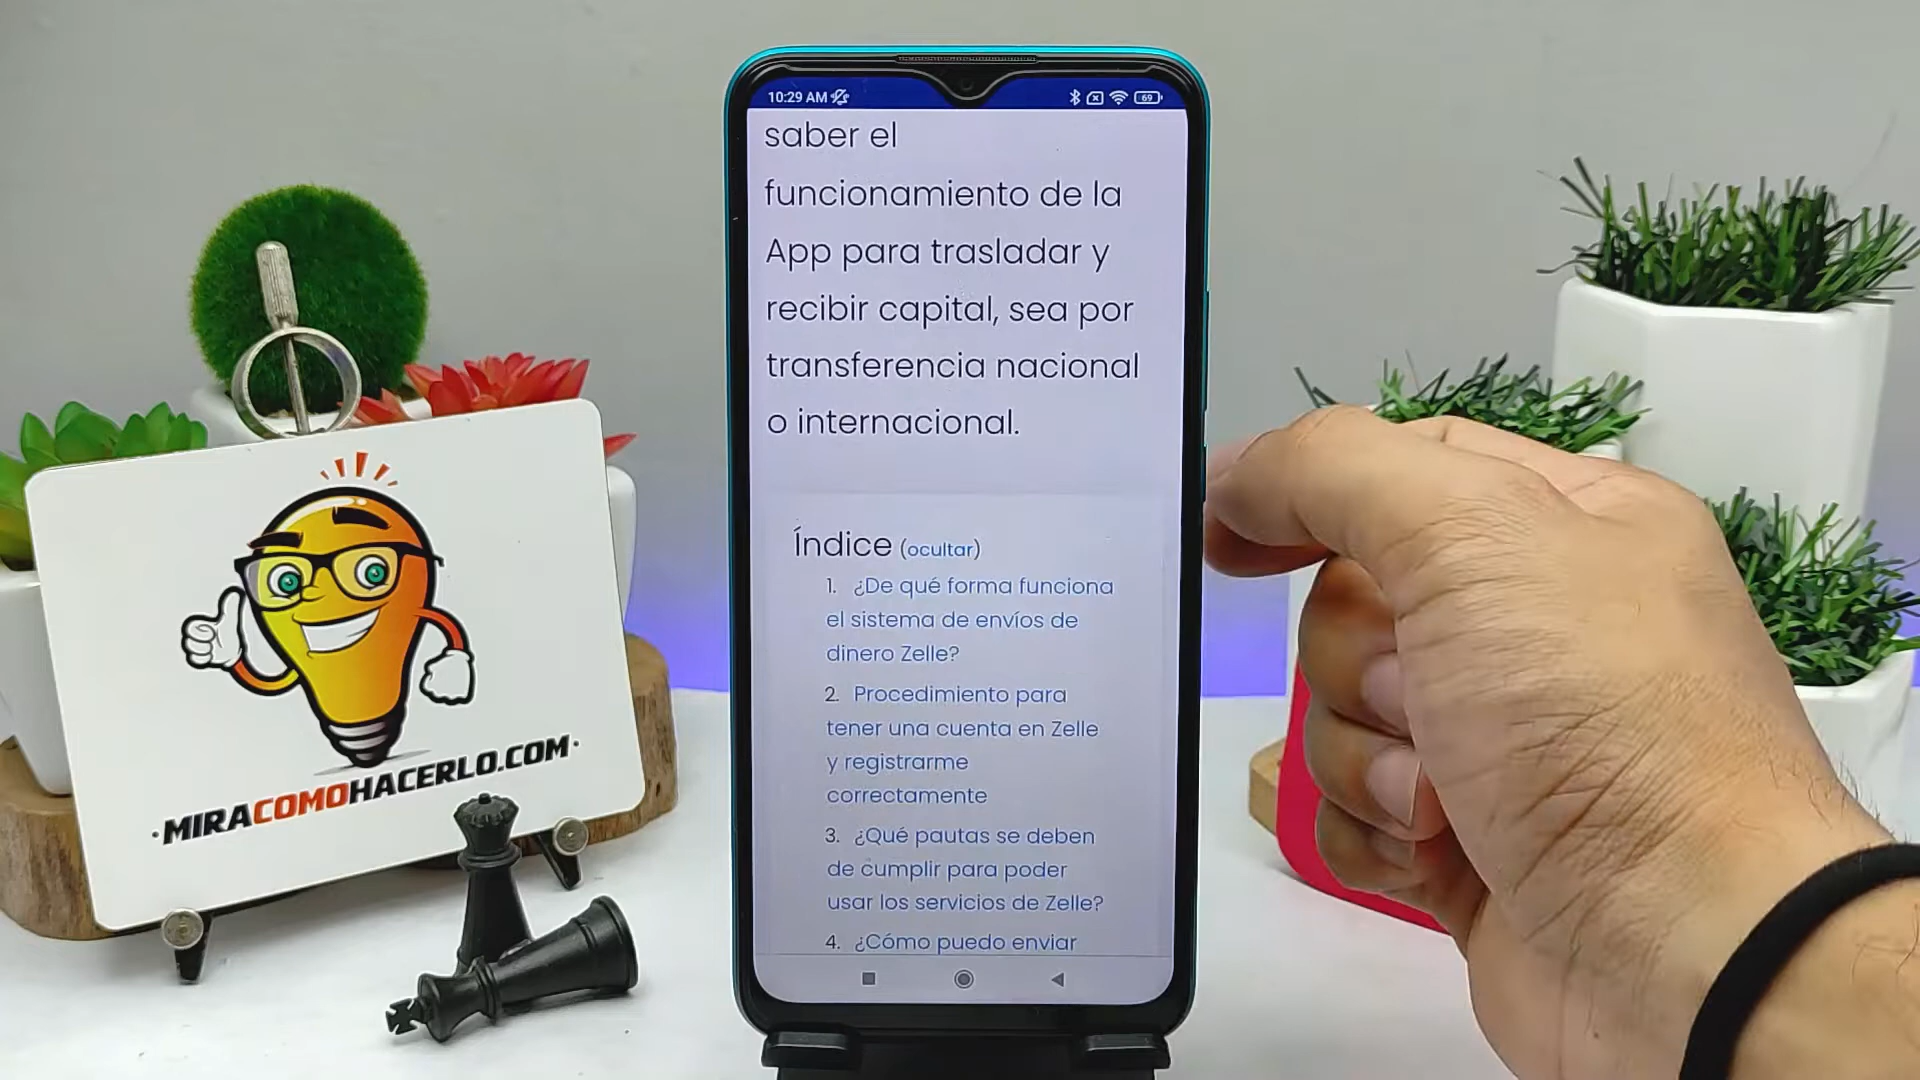 10:29 AM
69
saber el
funcionamiento de la
App para trasladar y
recibir capital, sea por
transferencia nacional
o internacional.
Índice (ocultar)
1. ¿De qué forma funciona
el sistema de envíos de
dinero Zelle?
2. Procedimiento para
tener una cuenta en Zelle
y registrarme
correctamente
3. ¿Qué pautas se deben
de cumplir para poder
usar los servicios de Zelle?
4. ¿Cómo puedo enviar
·MIRACOMOHACERLO.COM·